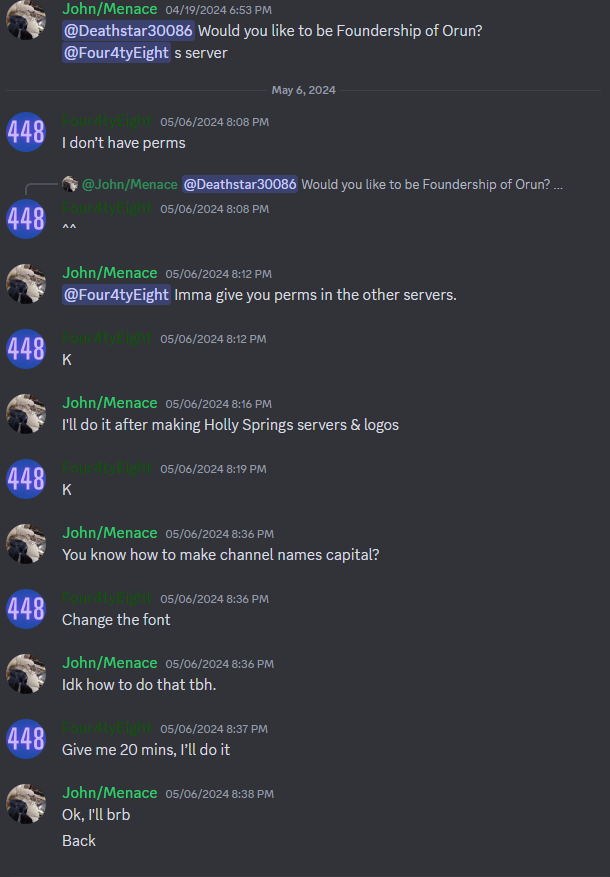 John/Menace 04/19/2024 6:53 PM
@Deathstar30086 Would you like to be Foundership of Orun?
@Four4tyEight s server
May 6, 2024
448 Four4tyEight 05/06/2024 8:08 PM
I don't have perms
@John/Menace @Deathstar30086 Would you like to be Foundership of Orun? ...
448 Four4tyEight 05/06/2024 8:08 PM
^^
John/Menace 05/06/2024 8:12 PM
@Four4tyEight Imma give you perms in the other servers.
448 Four4tyEight 05/06/2024 8:12 PM
K
John/Menace 05/06/2024 8:16 PM
I'll do it after making Holly Springs servers & logos
448 Four4tyEight 05/06/2024 8:19 PM
K
John/Menace 05/06/2024 8:36 PM
You know how to make channel names capital?
448 Four4tyEight 05/06/2024 8:36 PM
Change the font
John/Menace 05/06/2024 8:36 PM
Idk how to do that tbh.
448 Four4tyEight 05/06/2024 8:37 PM
Give me 20 mins, I'll do it
John/Menace 05/06/2024 8:38 PM
Ok, I'll brb
Back